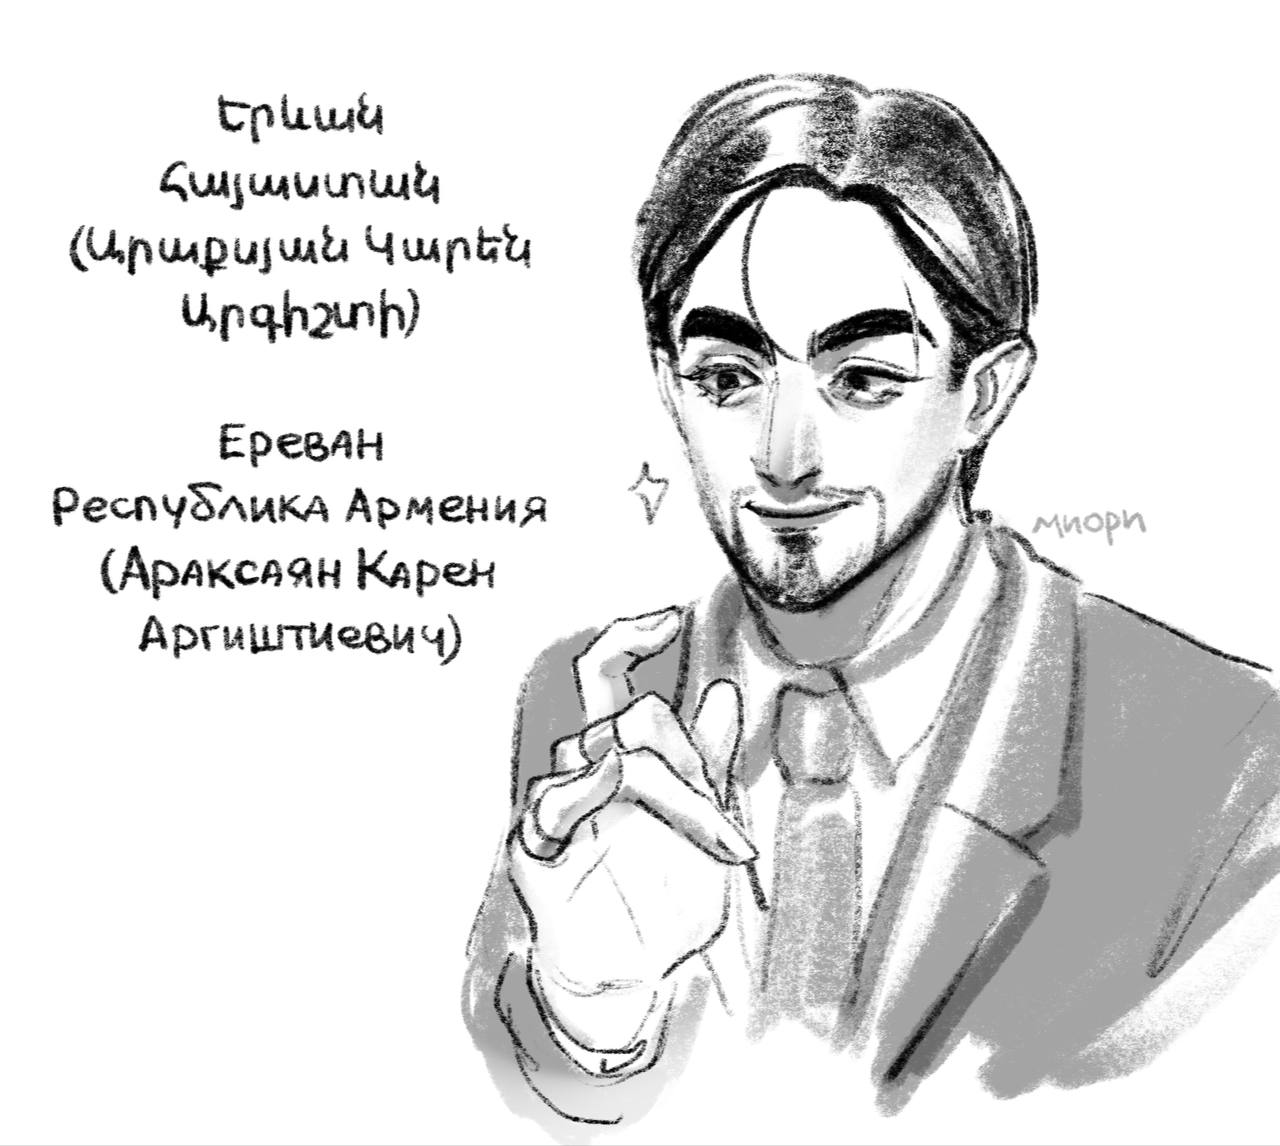 Երևան
Հայաստան
(Արաքսյան Կարեն
Արգիշտի)
Ереван
Республика Армения
(Араксаян Карен
Аргиштиевич)
миори